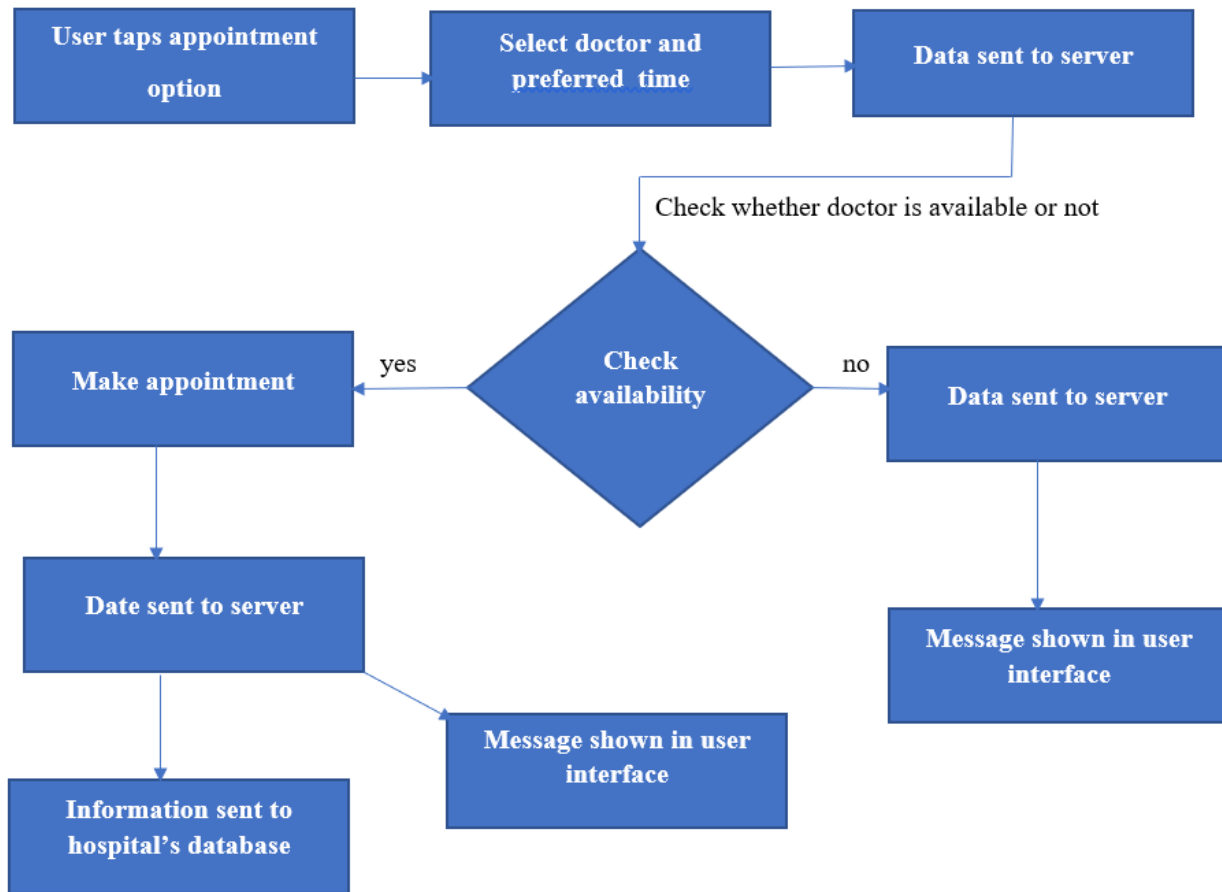 User taps appointment
option
Select doctor and
preferred time
Data sent to server
Check whether doctor is available or not
Check
availability
yes
no
Make appointment
Data sent to server
Date sent to server
Message shown in user
interface
Message shown in user
interface
Information sent to
hospital’s database